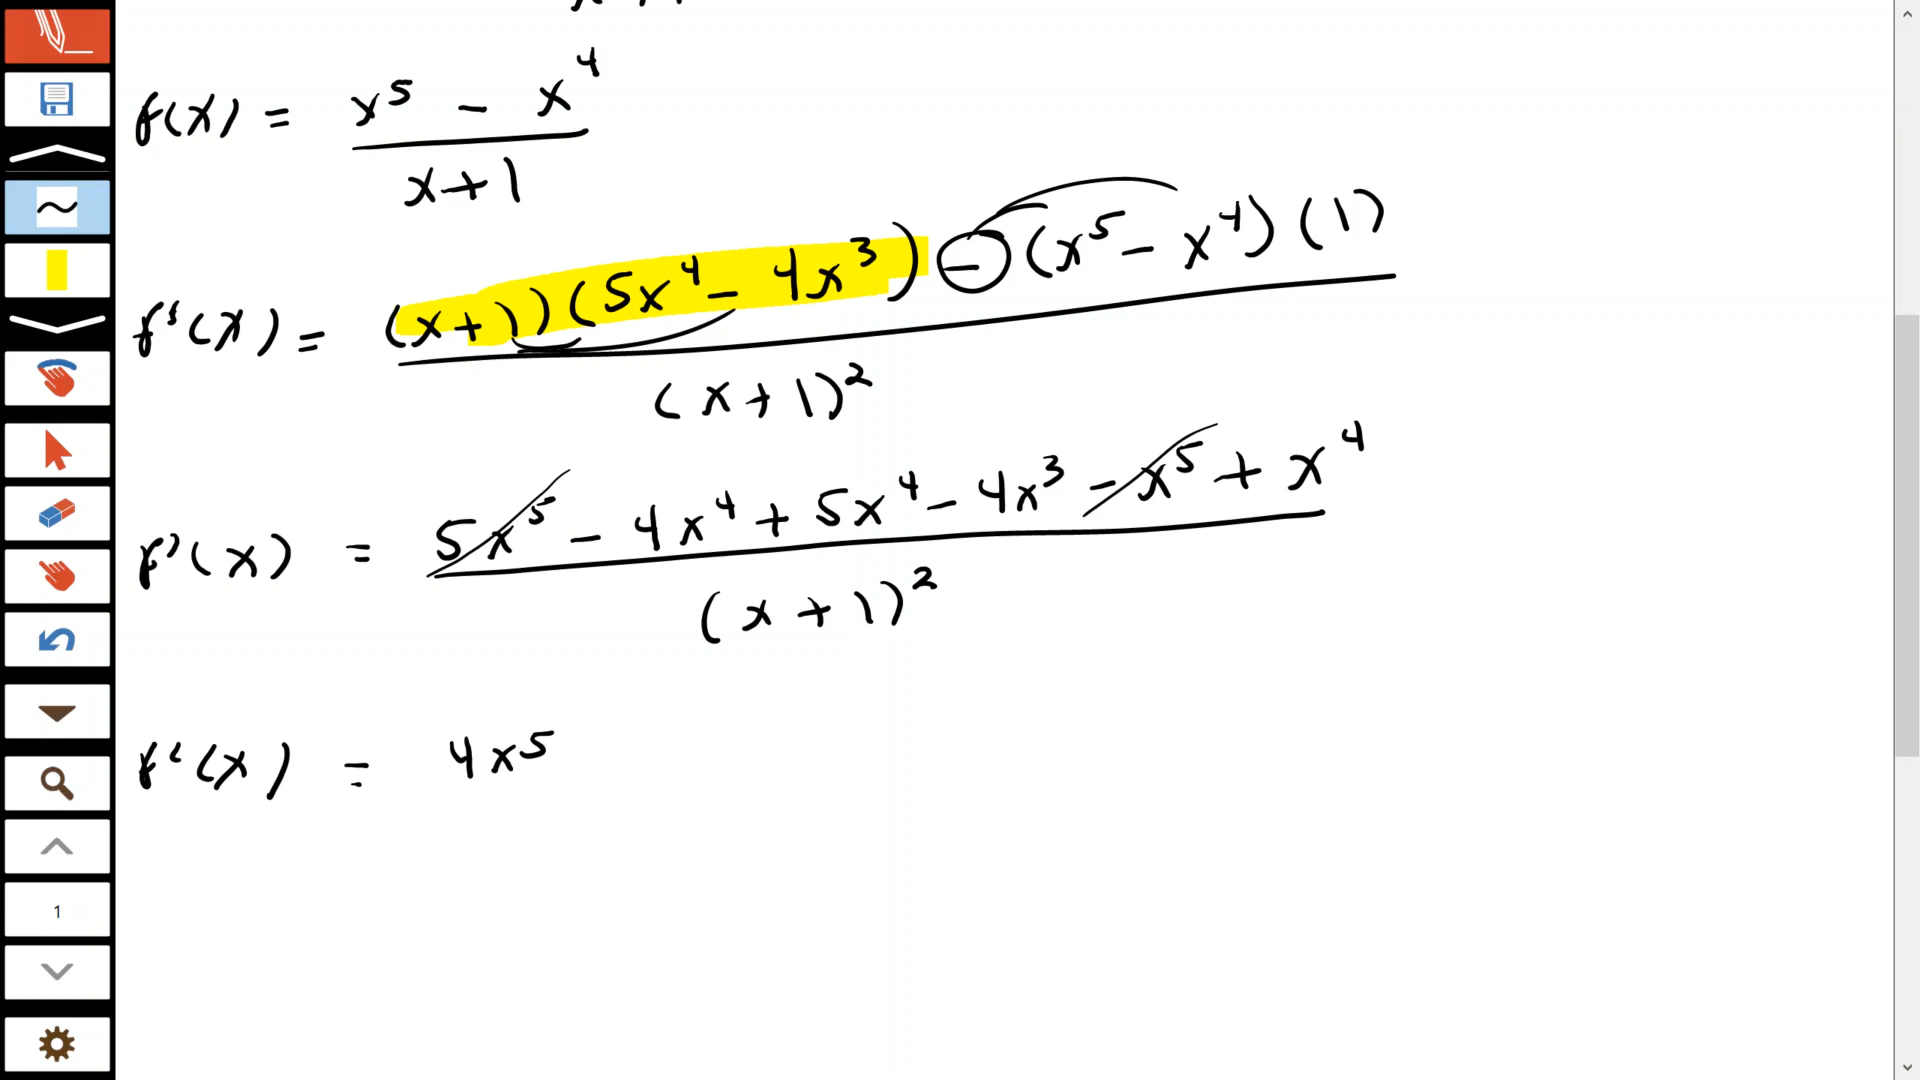 f(x) = (x⁵ - x⁴) / (x+1)
f'(x) = ((x+1)(5x⁴ - 4x³) - (x⁵ - x⁴)(1)) / (x+1)²
f'(x) = (5x⁵ - 4x⁴ + 5x⁴ - 4x³ - x⁵ + x⁴) / (x+1)²
f'(x) = 4x⁵
1